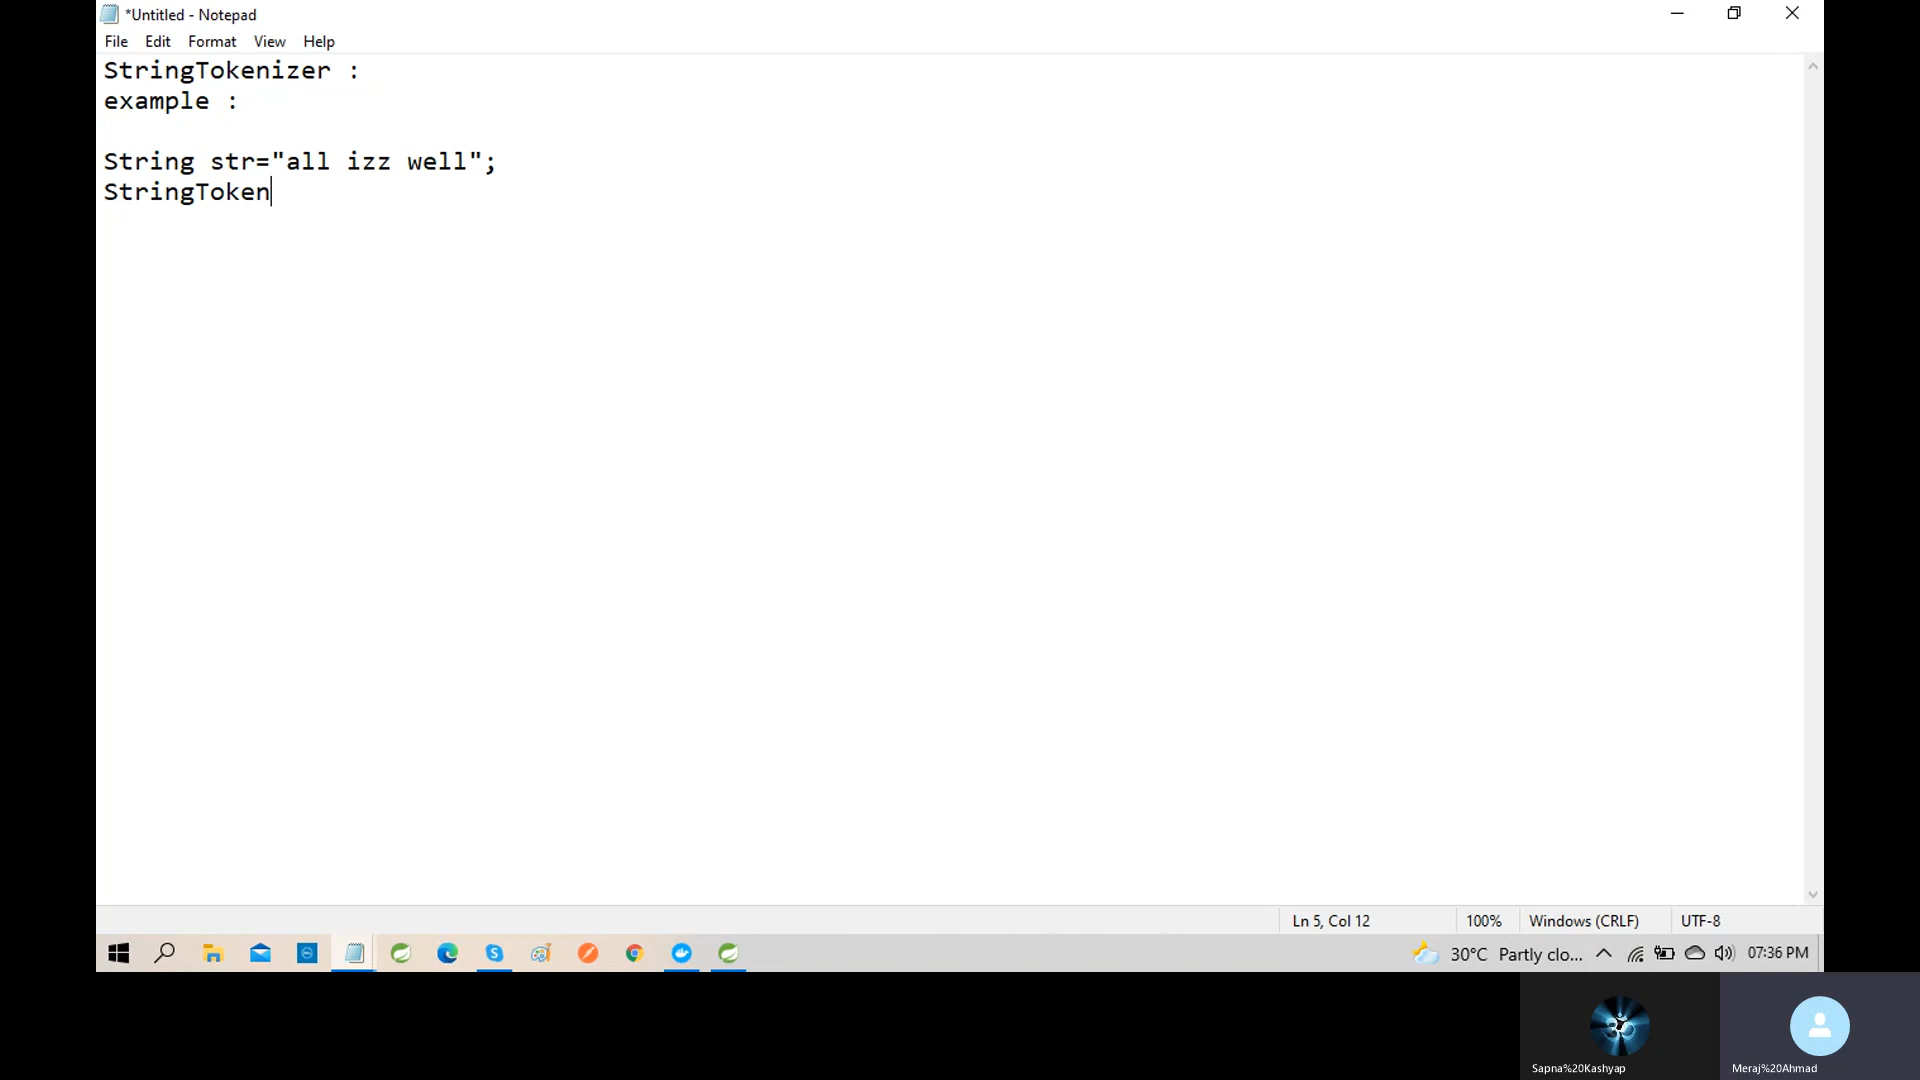 *Untitled - Notepad
File Edit Format View Help
StringTokenizer :
example :
String str="all izz well";
StringToken
Ln 5, Col 12 100% Windows (CRLF) UTF-8
30°C Partly clo... 07:36 PM
Sapna%20Kashyap Meraj%20Ahmad